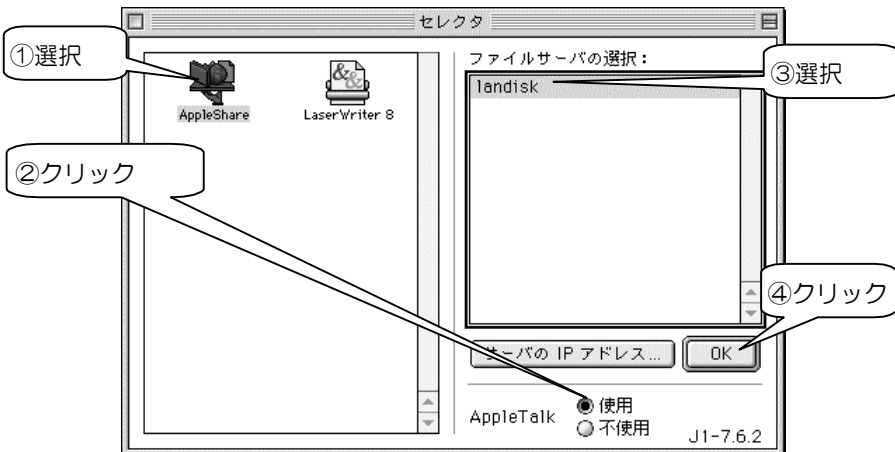 セレクタ
①選択
AppleShare
LaserWriter 8
②クリック
ファイルサーバの選択：
landisk
③選択
④クリック
サーバの IP アドレス...
OK
AppleTalk
使用
不使用
J1-7.6.2